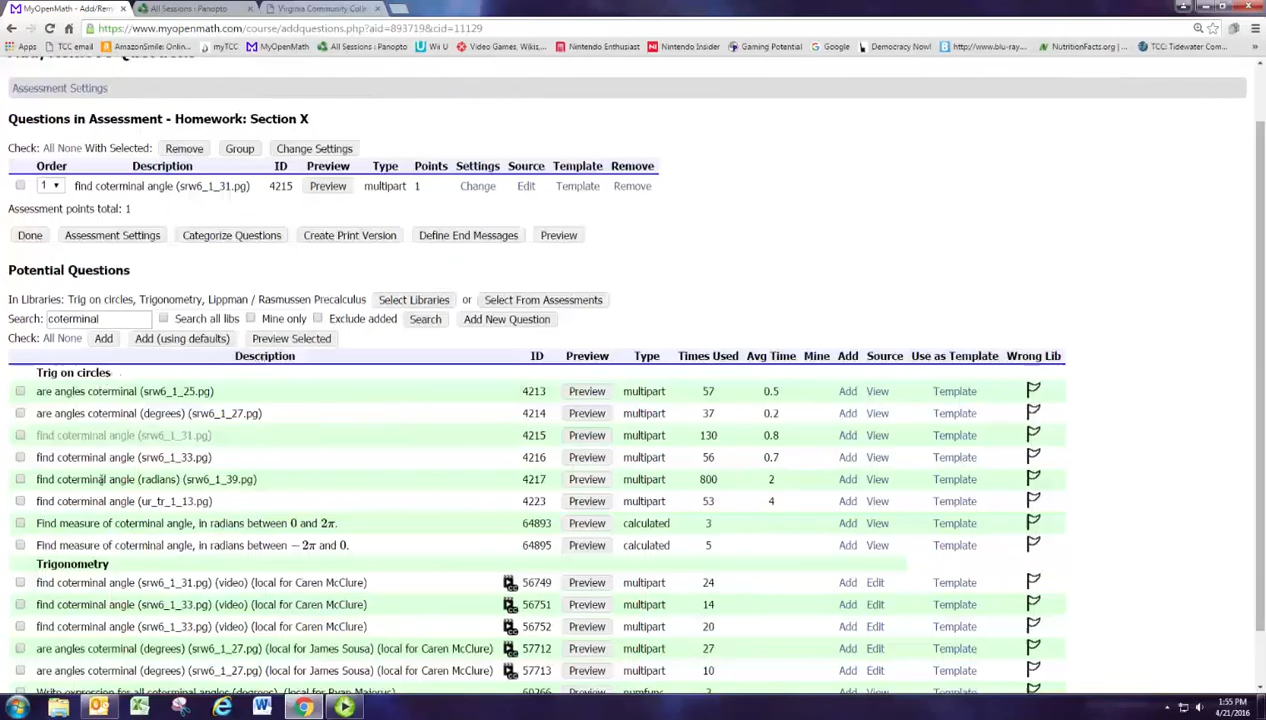 MyOpenMath - Add/Rem
All Sessions : Panopto
Virginia Community Coll
https://www.myopenmath.com/course/addquestions.php?aid=893719&cid=11129
Apps TCC email AmazonSmile: Onlin... myTCC MyOpenMath All Sessions : Panopto Wii U Video Games, Wikis,... Nintendo Enthusiast Nintendo Insider Gaming Potential Google Democracy Now! http://www.blu-ray... NutritionFacts.org | ... TCC: Tidewater Com...
Assessment Settings
Questions in Assessment - Homework: Section X
Check: All None With Selected: Remove Group Change Settings
Order Description ID Preview Type Points Settings Source Template Remove
1 find coterminal angle (srw6_1_31.pg) 4215 Preview multipart 1 Change Edit Template Remove
Assessment points total: 1
Done Assessment Settings Categorize Questions Create Print Version Define End Messages Preview
Potential Questions
In Libraries: Trig on circles, Trigonometry, Lippman / Rasmussen Precalculus Select Libraries or Select From Assessments
Search: coterminal Search all libs Mine only Exclude added Search Add New Question
Check: All None Add Add (using defaults) Preview Selected
Description ID Preview Type Times Used Avg Time Mine Add Source Use as Template Wrong Lib
Trig on circles
are angles coterminal (srw6_1_25.pg) 4213 Preview multipart 57 0.5 Add View Template
are angles coterminal (degrees) (srw6_1_27.pg) 4214 Preview multipart 37 0.2 Add View Template
find coterminal angle (srw6_1_31.pg) 4215 Preview multipart 130 0.8 Add View Template
find coterminal angle (srw6_1_33.pg) 4216 Preview multipart 56 0.7 Add View Template
find coterminal angle (radians) (srw6_1_39.pg) 4217 Preview multipart 800 2 Add View Template
find coterminal angle (ur_tr_1_13.pg) 4223 Preview multipart 53 4 Add View Template
Find measure of coterminal angle, in radians between 0 and 2π. 64893 Preview calculated 3 Add View Template
Find measure of coterminal angle, in radians between −2π and 0. 64895 Preview calculated 5 Add View Template
Trigonometry
find coterminal angle (srw6_1_31.pg) (video) (local for Caren McClure) CC 56749 Preview multipart 24 Add Edit Template
find coterminal angle (srw6_1_33.pg) (video) (local for Caren McClure) CC 56751 Preview multipart 14 Add Edit Template
find coterminal angle (srw6_1_33.pg) (video) (local for Caren McClure) CC 56752 Preview multipart 20 Add Edit Template
are angles coterminal (degrees) (srw6_1_27.pg) (local for James Sousa) (local for Caren McClure) CC 57712 Preview multipart 27 Add Edit Template
are angles coterminal (degrees) (srw6_1_27.pg) (local for James Sousa) (local for Caren McClure) CC 57713 Preview multipart 10 Add Edit Template
1:55 PM
4/21/2016